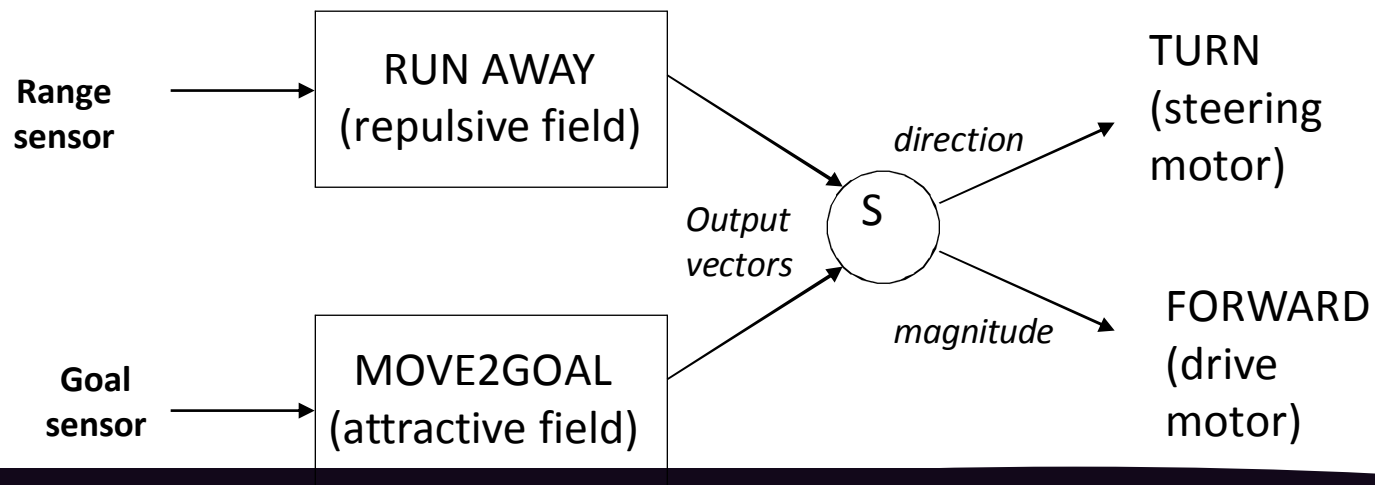 Range
sensor
RUN AWAY
(repulsive field)
Output
vectors
S
direction
TURN
(steering
motor)
Goal
sensor
MOVE2GOAL
(attractive field)
magnitude
FORWARD
(drive
motor)